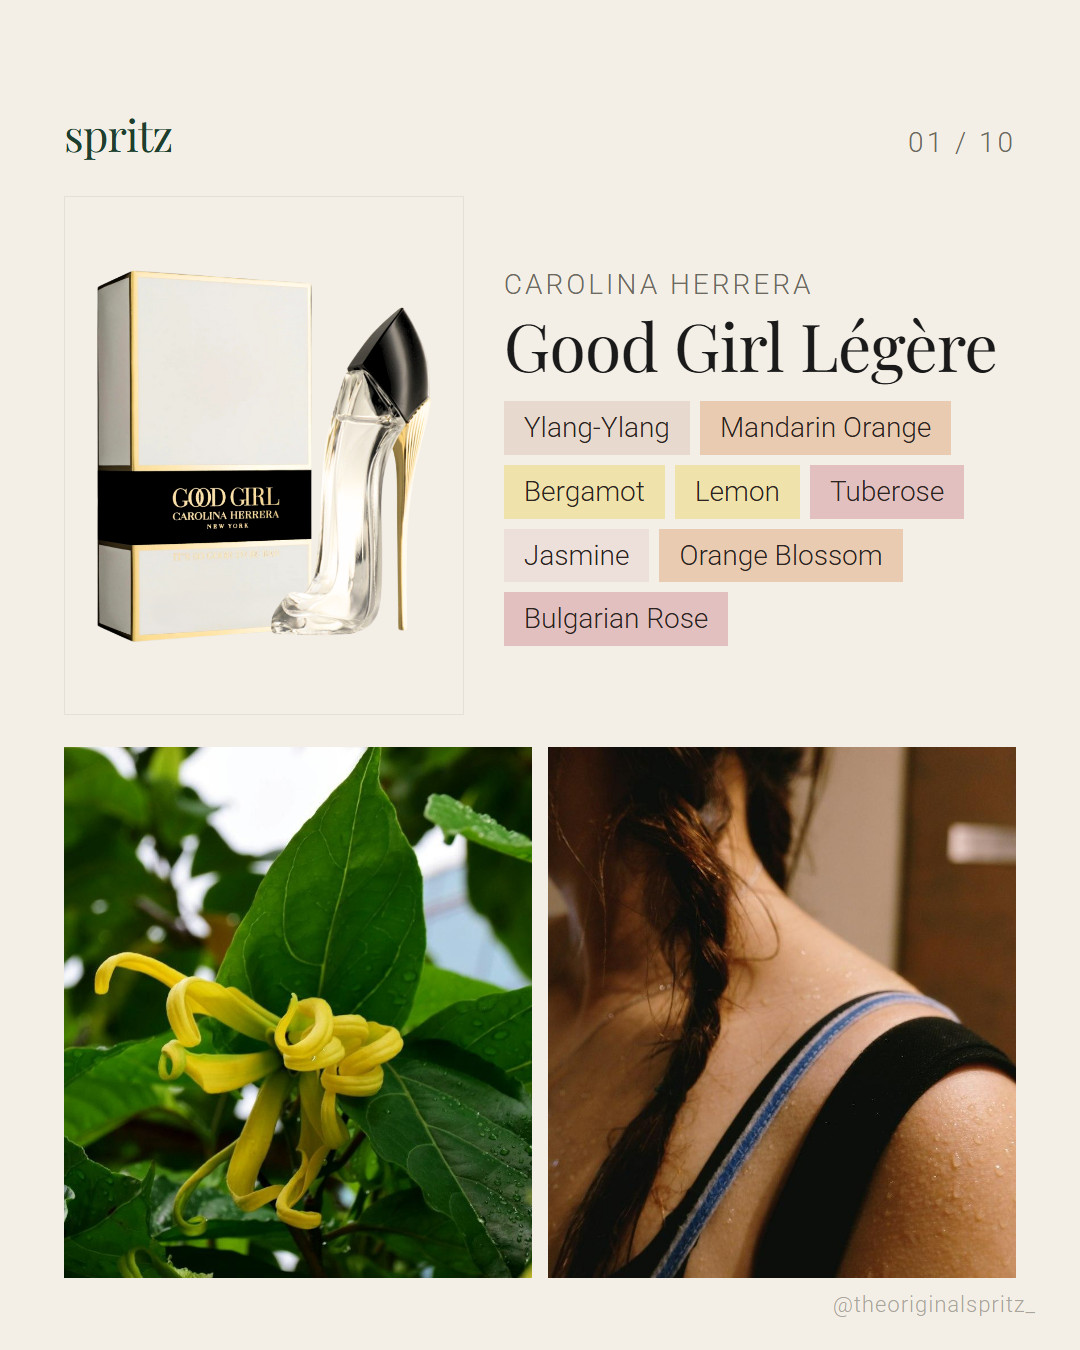 spritz
01 / 10
GOOD GIRL
CAROLINA HERRERA
NEW YORK
CAROLINA HERRERA
Good Girl Légère
Ylang-Ylang
Mandarin Orange
Bergamot
Lemon
Tuberose
Jasmine
Orange Blossom
Bulgarian Rose
@theoriginalspritz_